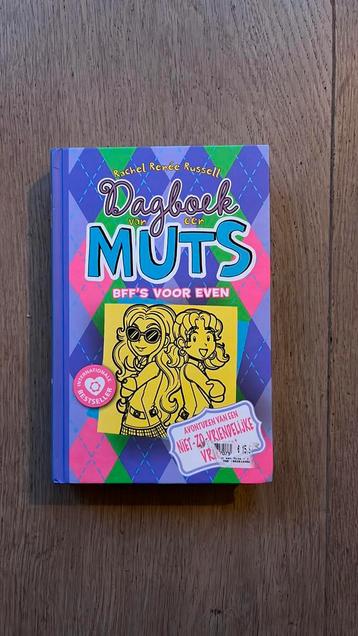 Rachel Renée Russell
Dagboek
van een
MUTS
BFF'S VOOR EVEN
INTERNATIONALE
BESTSELLER
AVONTUREN VAN EEN
NIET-ZO-VRIENDELIJKE